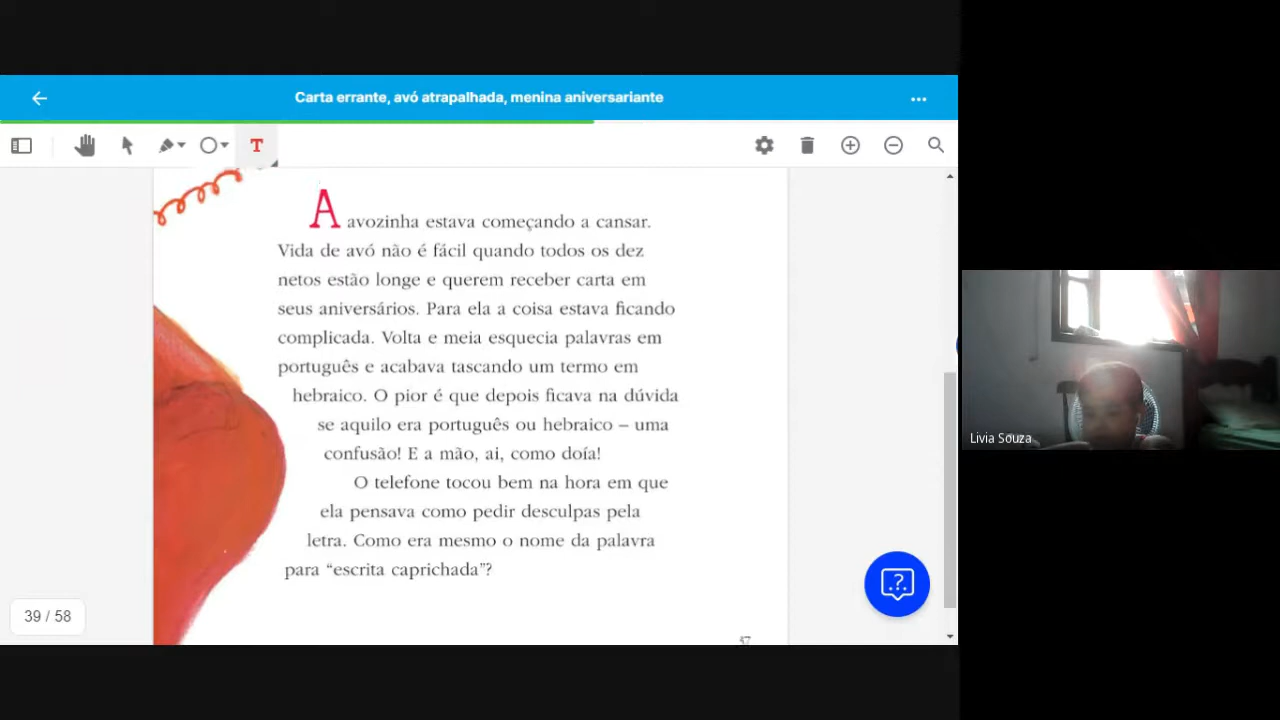 Carta errante, avó atrapalhada, menina aniversariante
T
A avozinha estava começando a cansar.
Vida de avó não é fácil quando todos os dez
netos estão longe e querem receber carta em
seus aniversários. Para ela a coisa estava ficando
complicada. Volta e meia esquecia palavras em
português e acabava tascando um termo em
hebraico. O pior é que depois ficava na dúvida
se aquilo era português ou hebraico – uma
confusão! E a mão, ai, como doía!
O telefone tocou bem na hora em que
ela pensava como pedir desculpas pela
letra. Como era mesmo o nome da palavra
para “escrita caprichada”?
39 / 58
Livia Souza